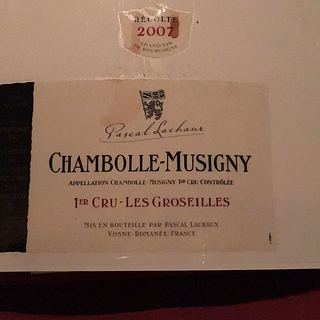 RÉCOLTE
2007
GRAND VIN
DE BOURGOGNE
Pascal Lachaux
CHAMBOLLE-MUSIGNY
APPELLATION CHAMBOLLE-MUSIGNY 1ER CRU CONTRÔLÉE
1ER CRU - LES GROSEILLES
MIS EN BOUTEILLE PAR PASCAL LACHAUX
VOSNE-ROMANÉE-FRANCE